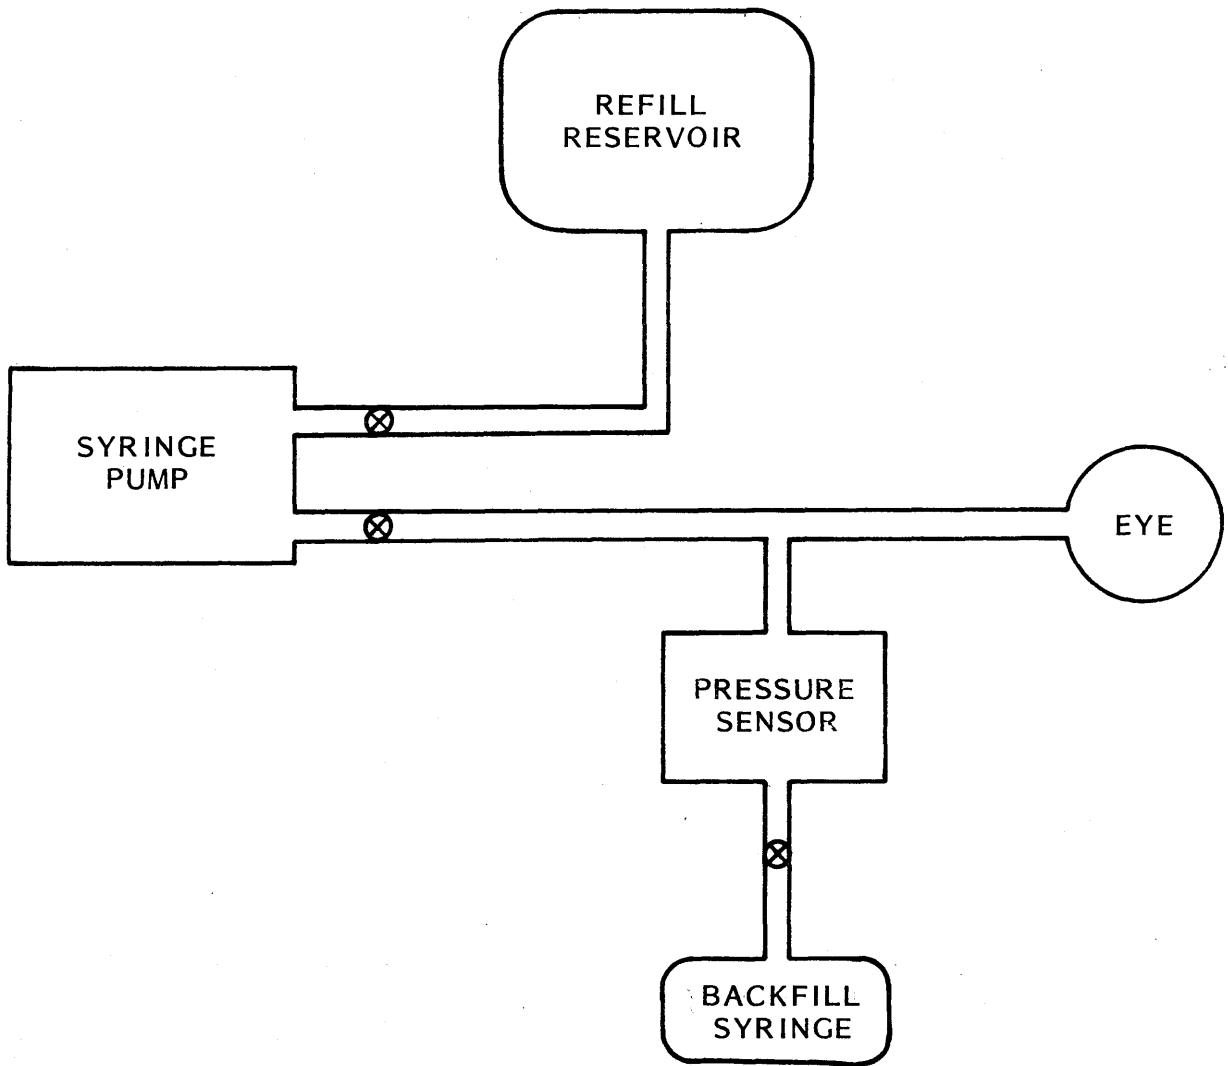 REFILL
RESERVOIR
SYRINGE
PUMP
EYE
PRESSURE
SENSOR
BACKFILL
SYRINGE